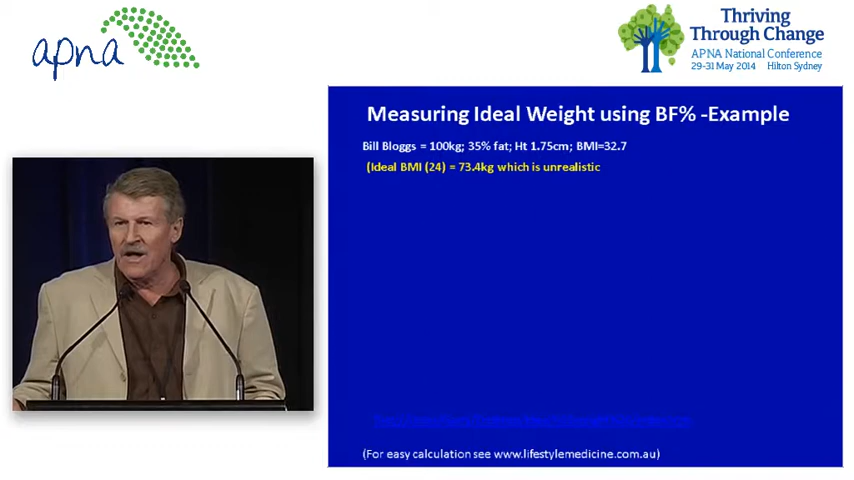 apna
Thriving
Through Change
APNA National Conference
29-31 May 2014 Hilton Sydney
Measuring Ideal Weight using BF% -Example
Bill Bloggs = 100kg; 35% fat; Ht 1.75cm; BMI=32.7
(Ideal BMI (24) = 73.4kg which is unrealistic
(For easy calculation see www.lifestylemedicine.com.au)